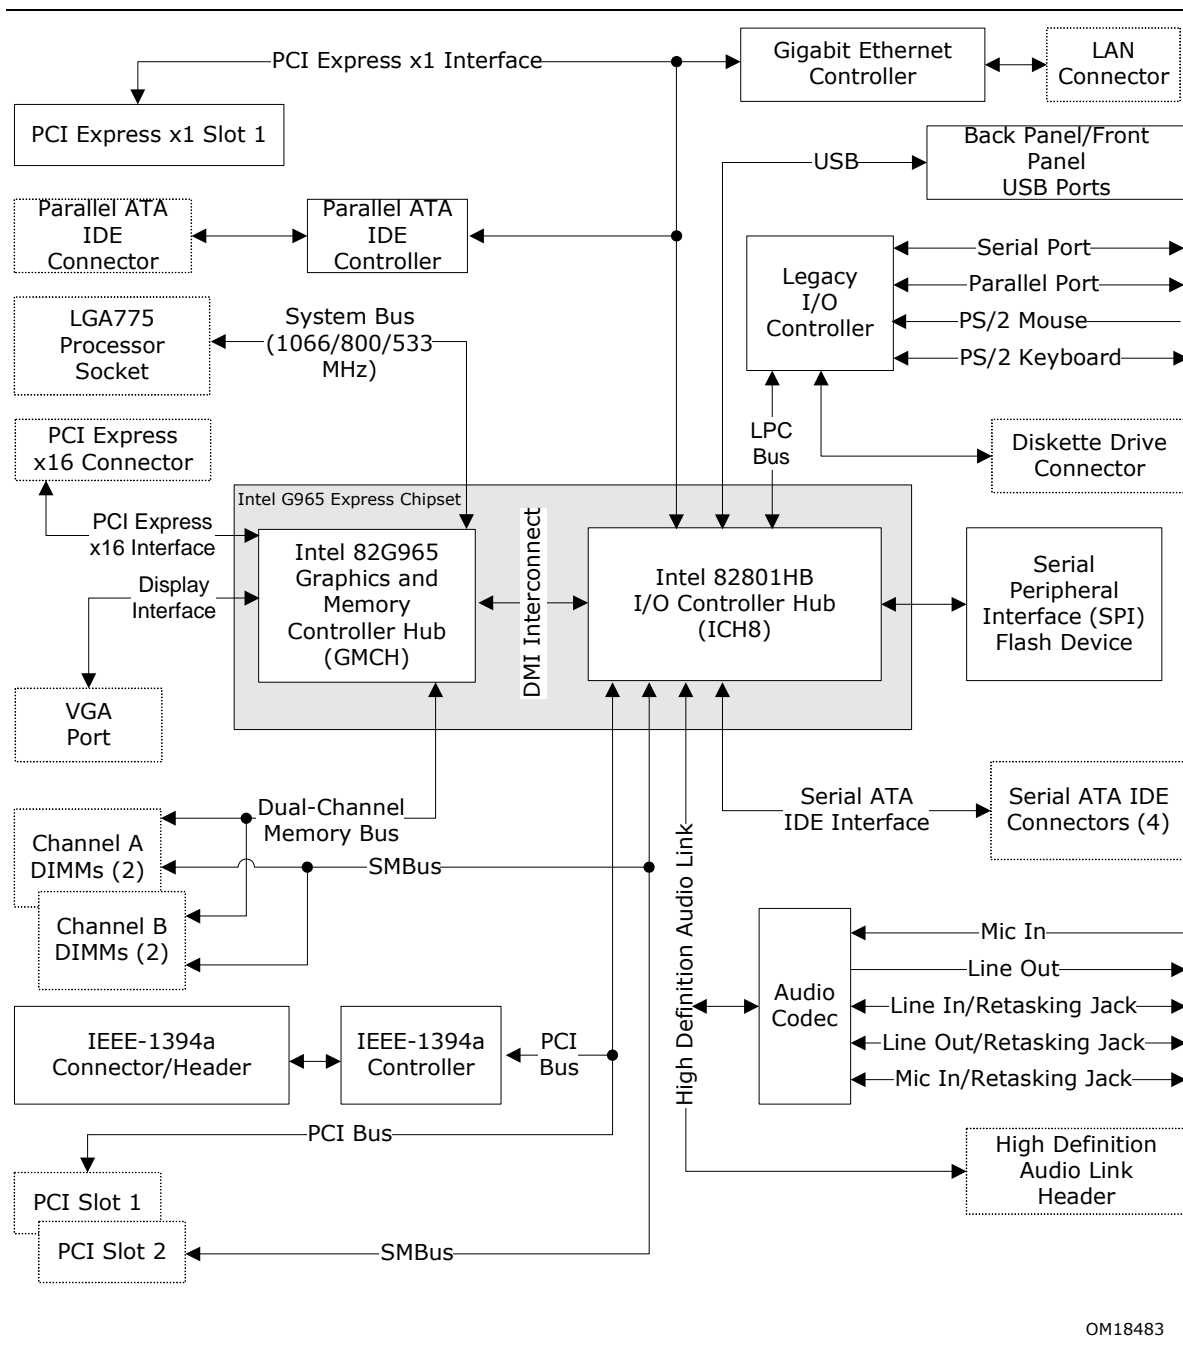 PCI Express x1 Interface
Gigabit Ethernet
Controller
LAN
Connector
PCI Express x1 Slot 1
USB
Back Panel/Front
Panel
USB Ports
Parallel ATA
IDE
Connector
Parallel ATA
IDE
Controller
Legacy
I/O
Controller
Serial Port
Parallel Port
PS/2 Mouse
PS/2 Keyboard
LGA775
Processor
Socket
System Bus
(1066/800/533
MHz)
PCI Express
x16 Connector
LPC
Bus
Diskette Drive
Connector
Intel G965 Express Chipset
PCI Express
x16 Interface
Display
Interface
Intel 82G965
Graphics and
Memory
Controller Hub
(GMCH)
DMI Interconnect
Intel 82801HB
I/O Controller Hub
(ICH8)
Serial
Peripheral
Interface (SPI)
Flash Device
VGA
Port
Dual-Channel
Memory Bus
Serial ATA
IDE Interface
Serial ATA IDE
Connectors (4)
Channel A
DIMMs (2)
SMBus
Channel B
DIMMs (2)
High Definition Audio Link
Audio
Codec
Mic In
Line Out
Line In/Retasking Jack
Line Out/Retasking Jack
Mic In/Retasking Jack
IEEE-1394a
Connector/Header
IEEE-1394a
Controller
PCI
Bus
PCI Bus
High Definition
Audio Link
Header
PCI Slot 1
PCI Slot 2
SMBus
OM18483